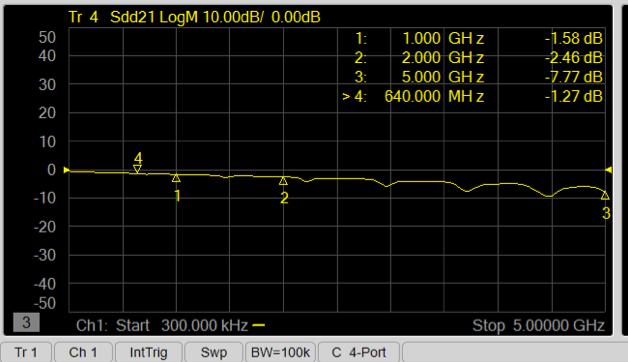 Tr 4 Sdd21 LogM 10.00dB/ 0.00dB
50
40
30
20
10
0
-10
-20
-30
-40
-50
1: 1.000 GHz -1.58 dB
2: 2.000 GHz -2.46 dB
3: 5.000 GHz -7.77 dB
> 4: 640.000 MHz -1.27 dB
4
1
2
3
3
Ch1: Start 300.000 kHz
Stop 5.00000 GHz
Tr 1 Ch 1 IntTrig Swp BW=100k C 4-Port